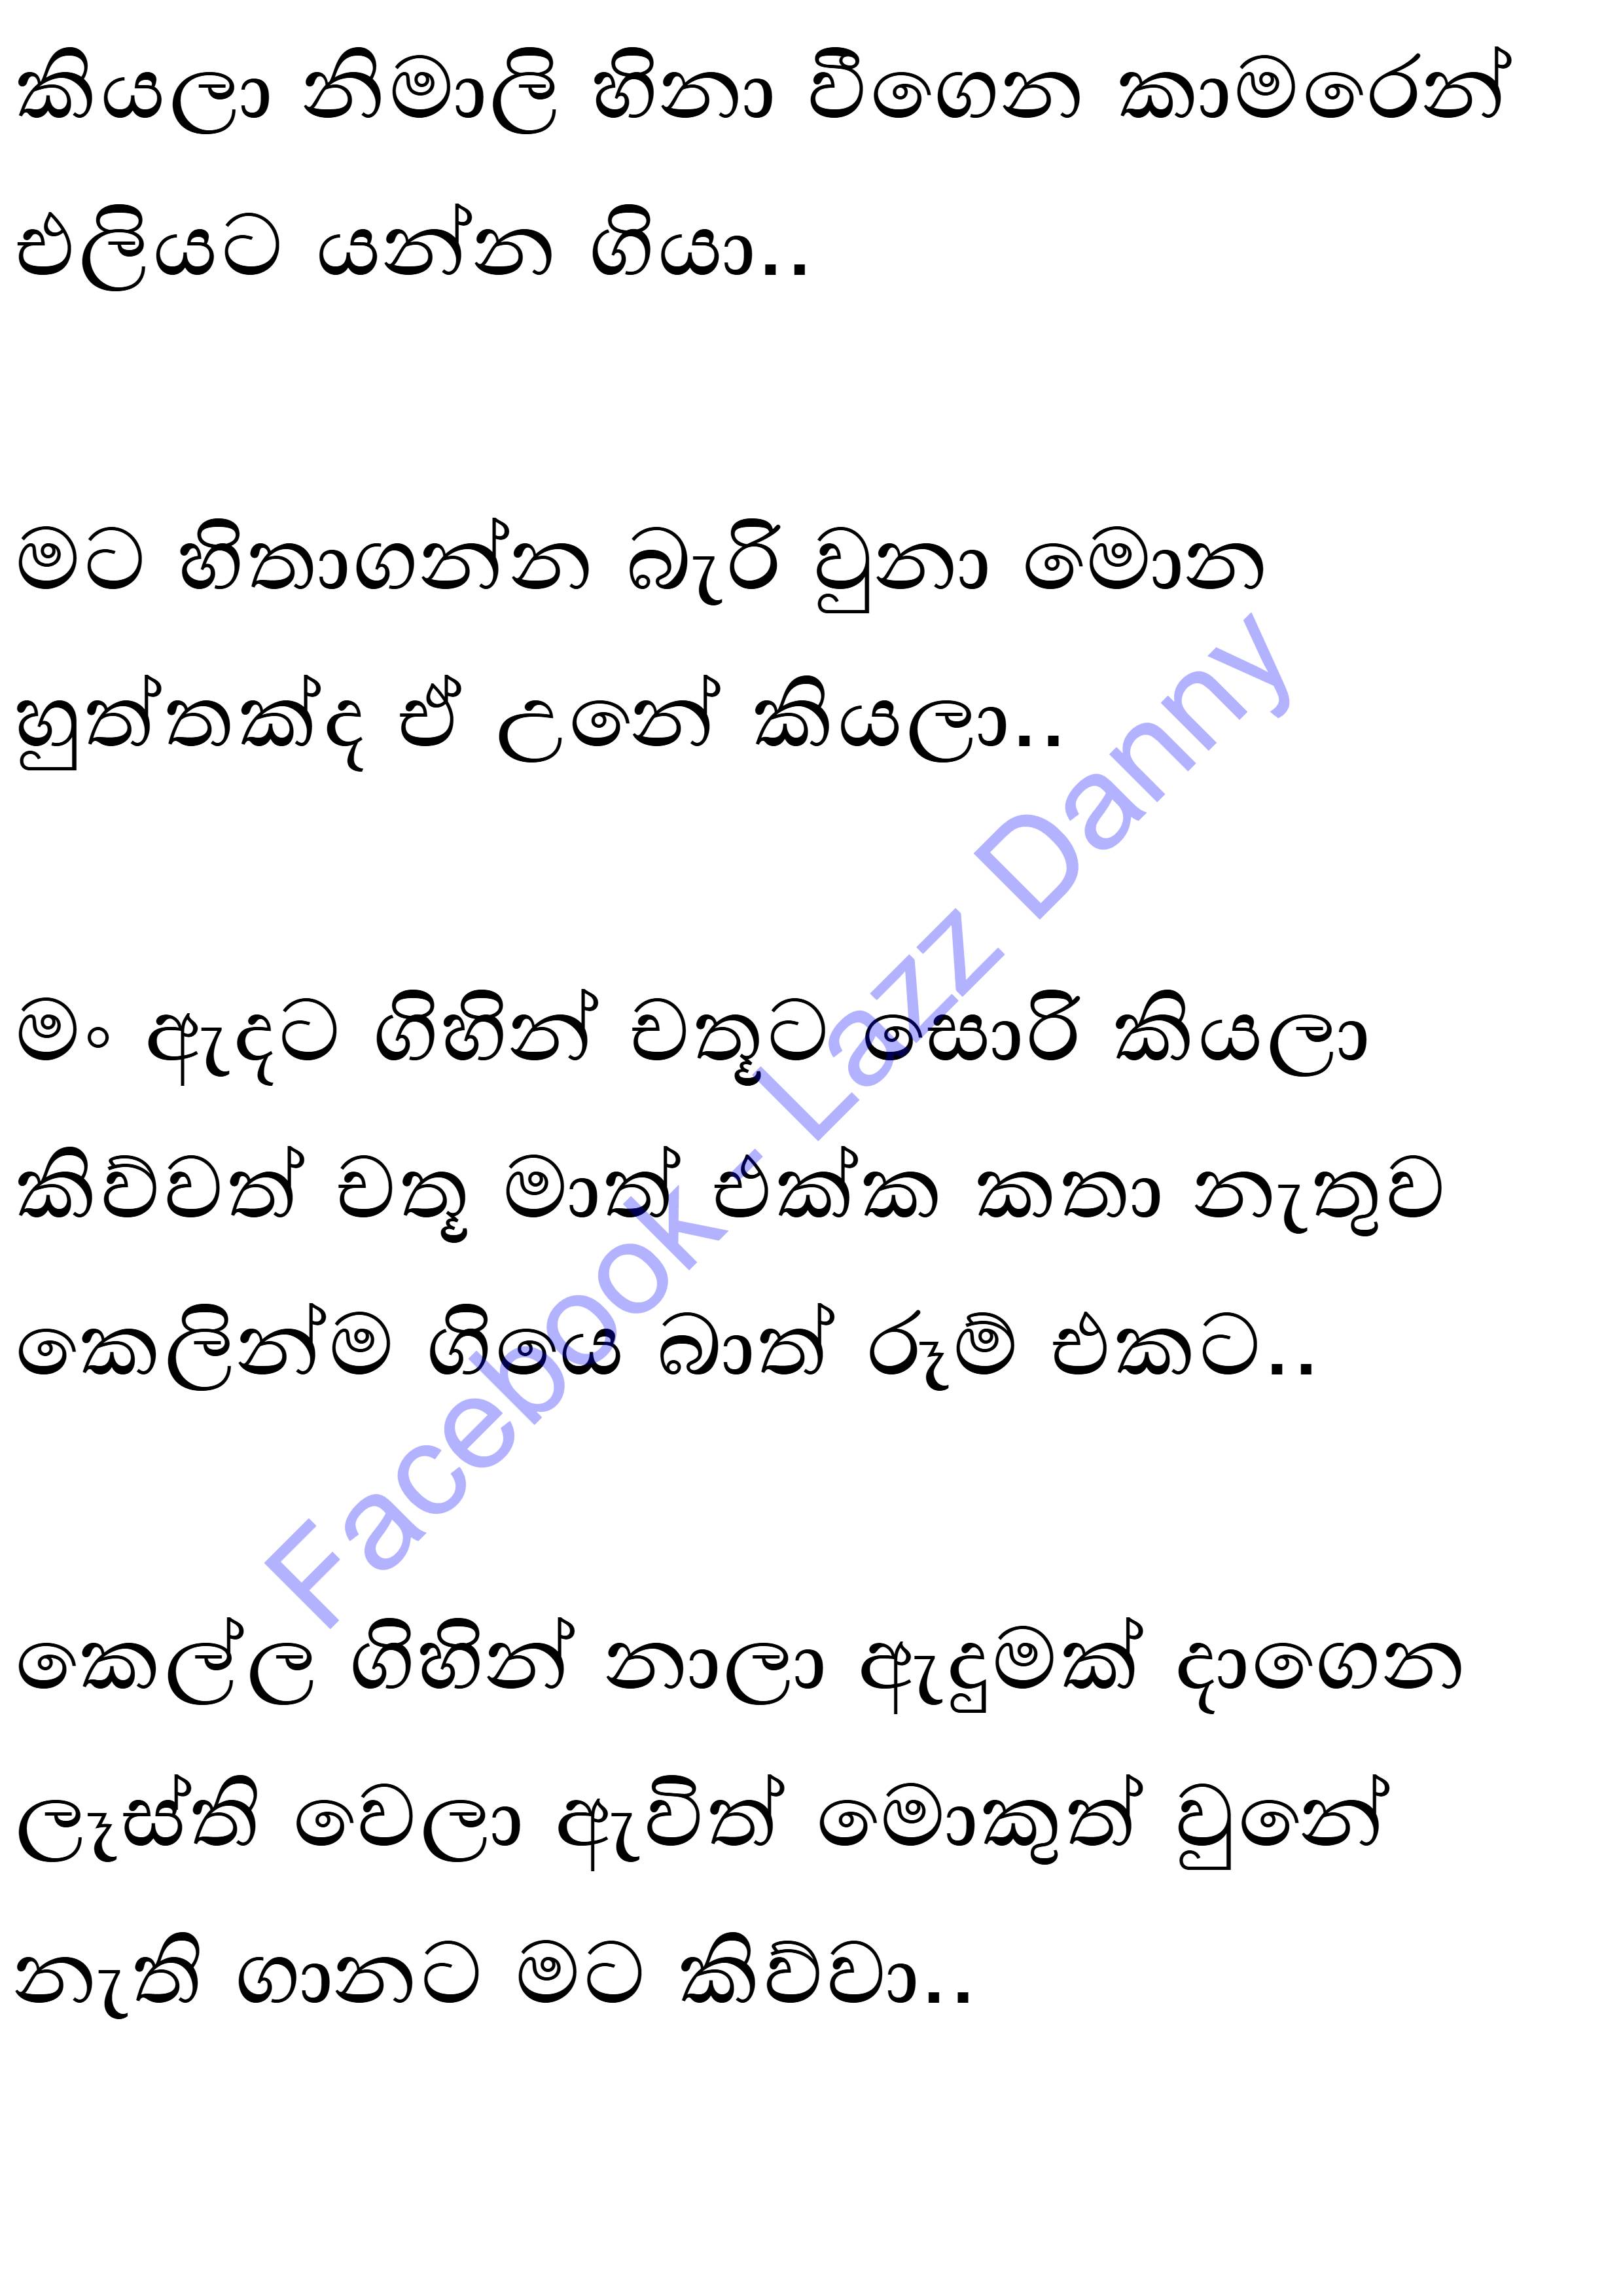 කියලා නිමාලි හිනා වීගෙන කාමරෙන්
එලියට යන්න ගියා..
මට හිතාගන්න බැරි වුනා මොන
හුත්තක්ද ඒ උනේ කියලා..
මං ඇදට ගිහින් චතූට සොරි කියලා
කිව්වත් චතූ මාත් එක්ක කතා නැතුව
කෙලින්ම ගියෙ බාත් රූම් එකට..
කෙල්ල ගිහින් නාලා ඇදුමක් දාගෙන
ලෑස්ති වෙලා ඇවිත් මොකුත් වුනේ
නැති ගානට මට කිව්වා..
Facebook - Lazz Danny